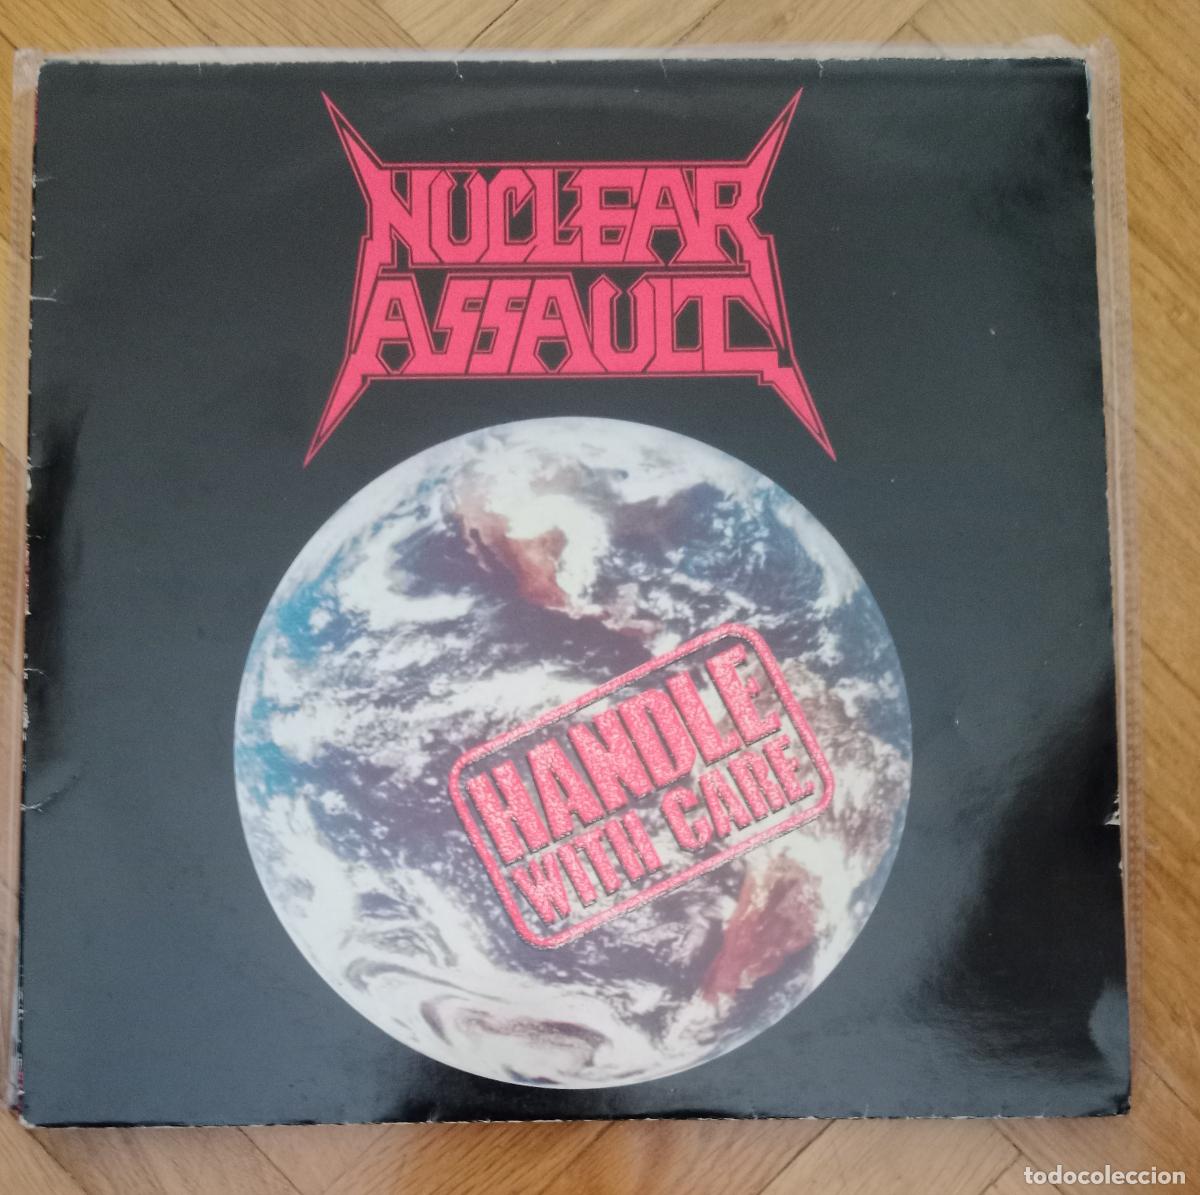 NUCLEAR
ASSAULT
HANDLE
WITH CARE
todocoleccion